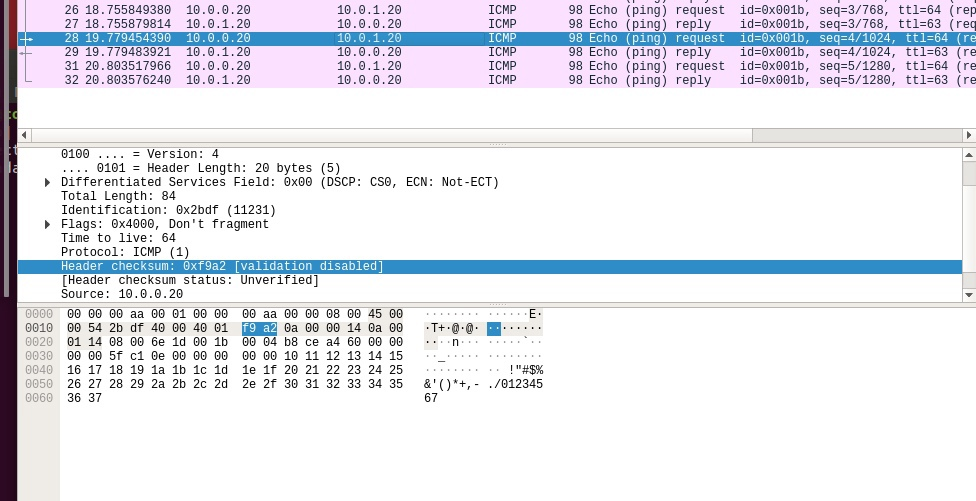 26 18.755849380 10.0.0.20 10.0.1.20 ICMP 98 Echo (ping) request id=0x001b, seq=3/768, ttl=64 (rep
27 18.755879814 10.0.1.20 10.0.0.20 ICMP 98 Echo (ping) reply id=0x001b, seq=3/768, ttl=63 (req
28 19.779454390 10.0.0.20 10.0.1.20 ICMP 98 Echo (ping) request id=0x001b, seq=4/1024, ttl=64 (re
29 19.779483921 10.0.1.20 10.0.0.20 ICMP 98 Echo (ping) reply id=0x001b, seq=4/1024, ttl=63 (re
31 20.803517966 10.0.0.20 10.0.1.20 ICMP 98 Echo (ping) request id=0x001b, seq=5/1280, ttl=64 (re
32 20.803576240 10.0.1.20 10.0.0.20 ICMP 98 Echo (ping) reply id=0x001b, seq=5/1280, ttl=63 (re
0100 .... = Version: 4
.... 0101 = Header Length: 20 bytes (5)
Differentiated Services Field: 0x00 (DSCP: CS0, ECN: Not-ECT)
Total Length: 84
Identification: 0x2bdf (11231)
Flags: 0x4000, Don't fragment
Time to live: 64
Protocol: ICMP (1)
Header checksum: 0xf9a2 [validation disabled]
[Header checksum status: Unverified]
Source: 10.0.0.20
0000 00 00 00 aa 00 01 00 00 00 aa 00 00 08 00 45 00 ········ ······E·
0010 00 54 2b df 40 00 40 01 f9 a2 0a 00 00 14 0a 00 ·T+·@·@· ········
0020 01 14 08 00 6e 1d 00 1b 00 04 b8 ce a4 60 00 00 ····n··· ·····`··
0030 00 00 5f c1 0e 00 00 00 00 00 10 11 12 13 14 15 ··_····· ········
0040 16 17 18 19 1a 1b 1c 1d 1e 1f 20 21 22 23 24 25 ········ ·· !"#$%
0050 26 27 28 29 2a 2b 2c 2d 2e 2f 30 31 32 33 34 35 &'()*+,- ./012345
0060 36 37 67